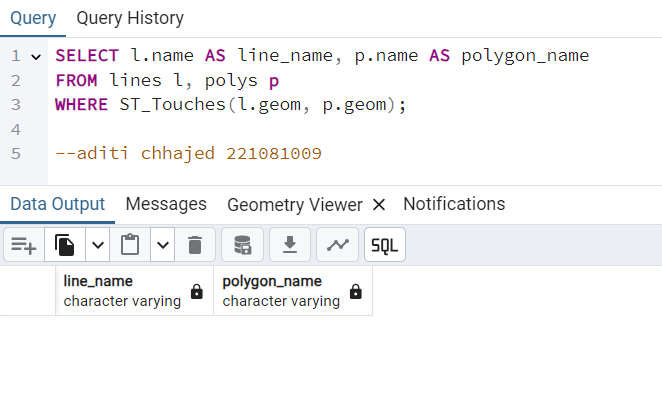 Query Query History
1 SELECT l.name AS line_name, p.name AS polygon_name
2 FROM lines l, polys p
3 WHERE ST_Touches(l.geom, p.geom);
4
5 --aditi chhajed 221081009
Data Output Messages Geometry Viewer × Notifications
SQL
line_name polygon_name
character varying character varying